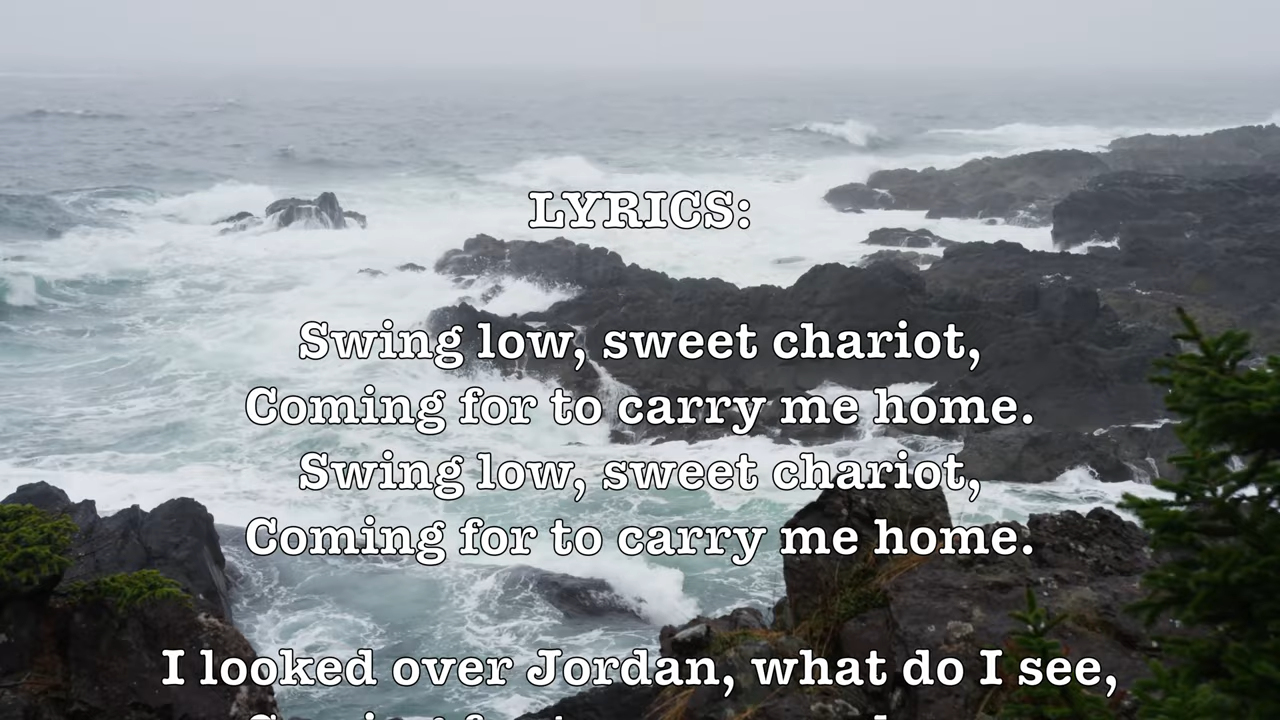 LYRICS:
Swing low, sweet chariot,
Coming for to carry me home.
Swing low, sweet chariot,
Coming for to carry me home.
I looked over Jordan, what do I see,